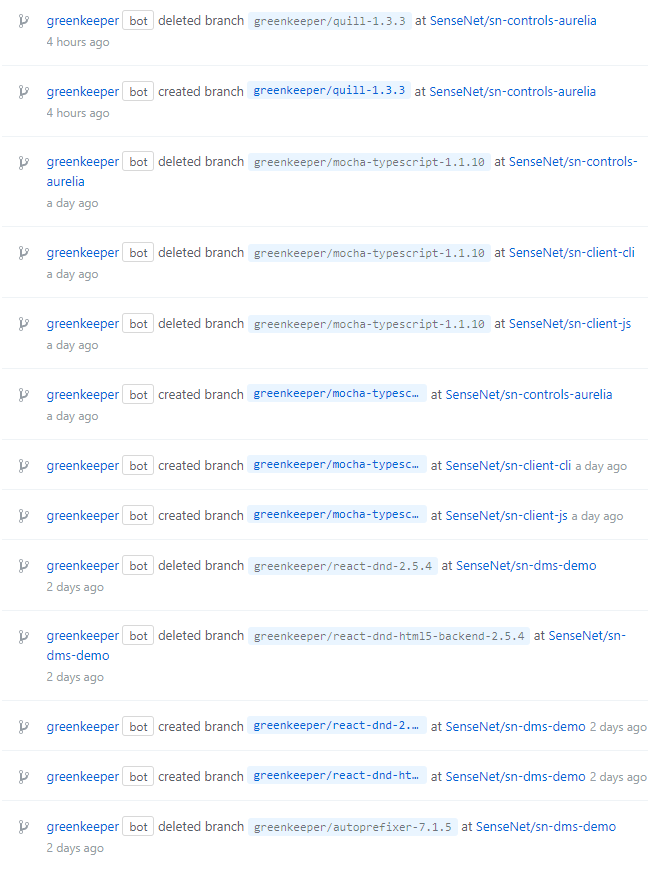 greenkeeper bot deleted branch greenkeeper/quill-1.3.3 at SenseNet/sn-controls-aurelia
4 hours ago
greenkeeper bot created branch greenkeeper/quill-1.3.3 at SenseNet/sn-controls-aurelia
4 hours ago
greenkeeper bot deleted branch greenkeeper/mocha-typescript-1.1.10 at SenseNet/sn-controls-
aurelia
a day ago
greenkeeper bot deleted branch greenkeeper/mocha-typescript-1.1.10 at SenseNet/sn-client-cli
a day ago
greenkeeper bot deleted branch greenkeeper/mocha-typescript-1.1.10 at SenseNet/sn-client-js
a day ago
greenkeeper bot created branch greenkeeper/mocha-typesc… at SenseNet/sn-controls-aurelia
a day ago
greenkeeper bot created branch greenkeeper/mocha-typesc… at SenseNet/sn-client-cli a day ago
greenkeeper bot created branch greenkeeper/mocha-typesc… at SenseNet/sn-client-js a day ago
greenkeeper bot deleted branch greenkeeper/react-dnd-2.5.4 at SenseNet/sn-dms-demo
2 days ago
greenkeeper bot deleted branch greenkeeper/react-dnd-html5-backend-2.5.4 at SenseNet/sn-
dms-demo
2 days ago
greenkeeper bot created branch greenkeeper/react-dnd-2.… at SenseNet/sn-dms-demo 2 days ago
greenkeeper bot created branch greenkeeper/react-dnd-ht… at SenseNet/sn-dms-demo 2 days ago
greenkeeper bot deleted branch greenkeeper/autoprefixer-7.1.5 at SenseNet/sn-dms-demo
2 days ago